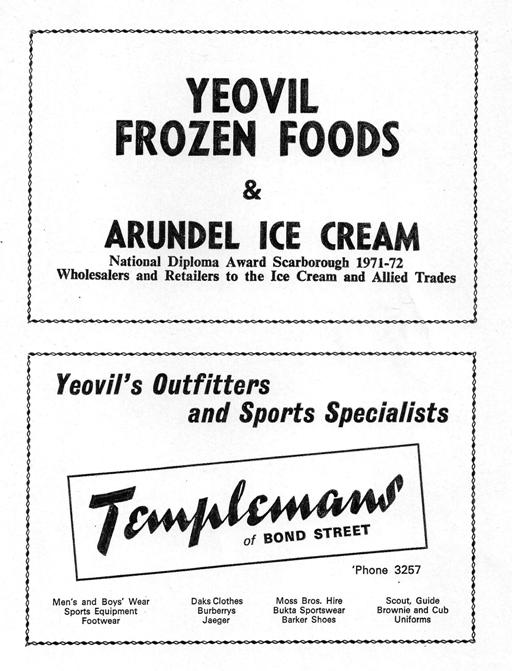 YEOVIL
FROZEN FOODS
&
ARUNDEL ICE CREAM
National Diploma Award Scarborough 1971-72
Wholesalers and Retailers to the Ice Cream and Allied Trades
Yeovil's Outfitters
and Sports Specialists
Templemans
of BOND STREET
'Phone 3257
Men's and Boys' Wear
Sports Equipment
Footwear
Daks Clothes
Burberrys
Jaeger
Moss Bros. Hire
Bukta Sportswear
Barker Shoes
Scout, Guide
Brownie and Cub
Uniforms